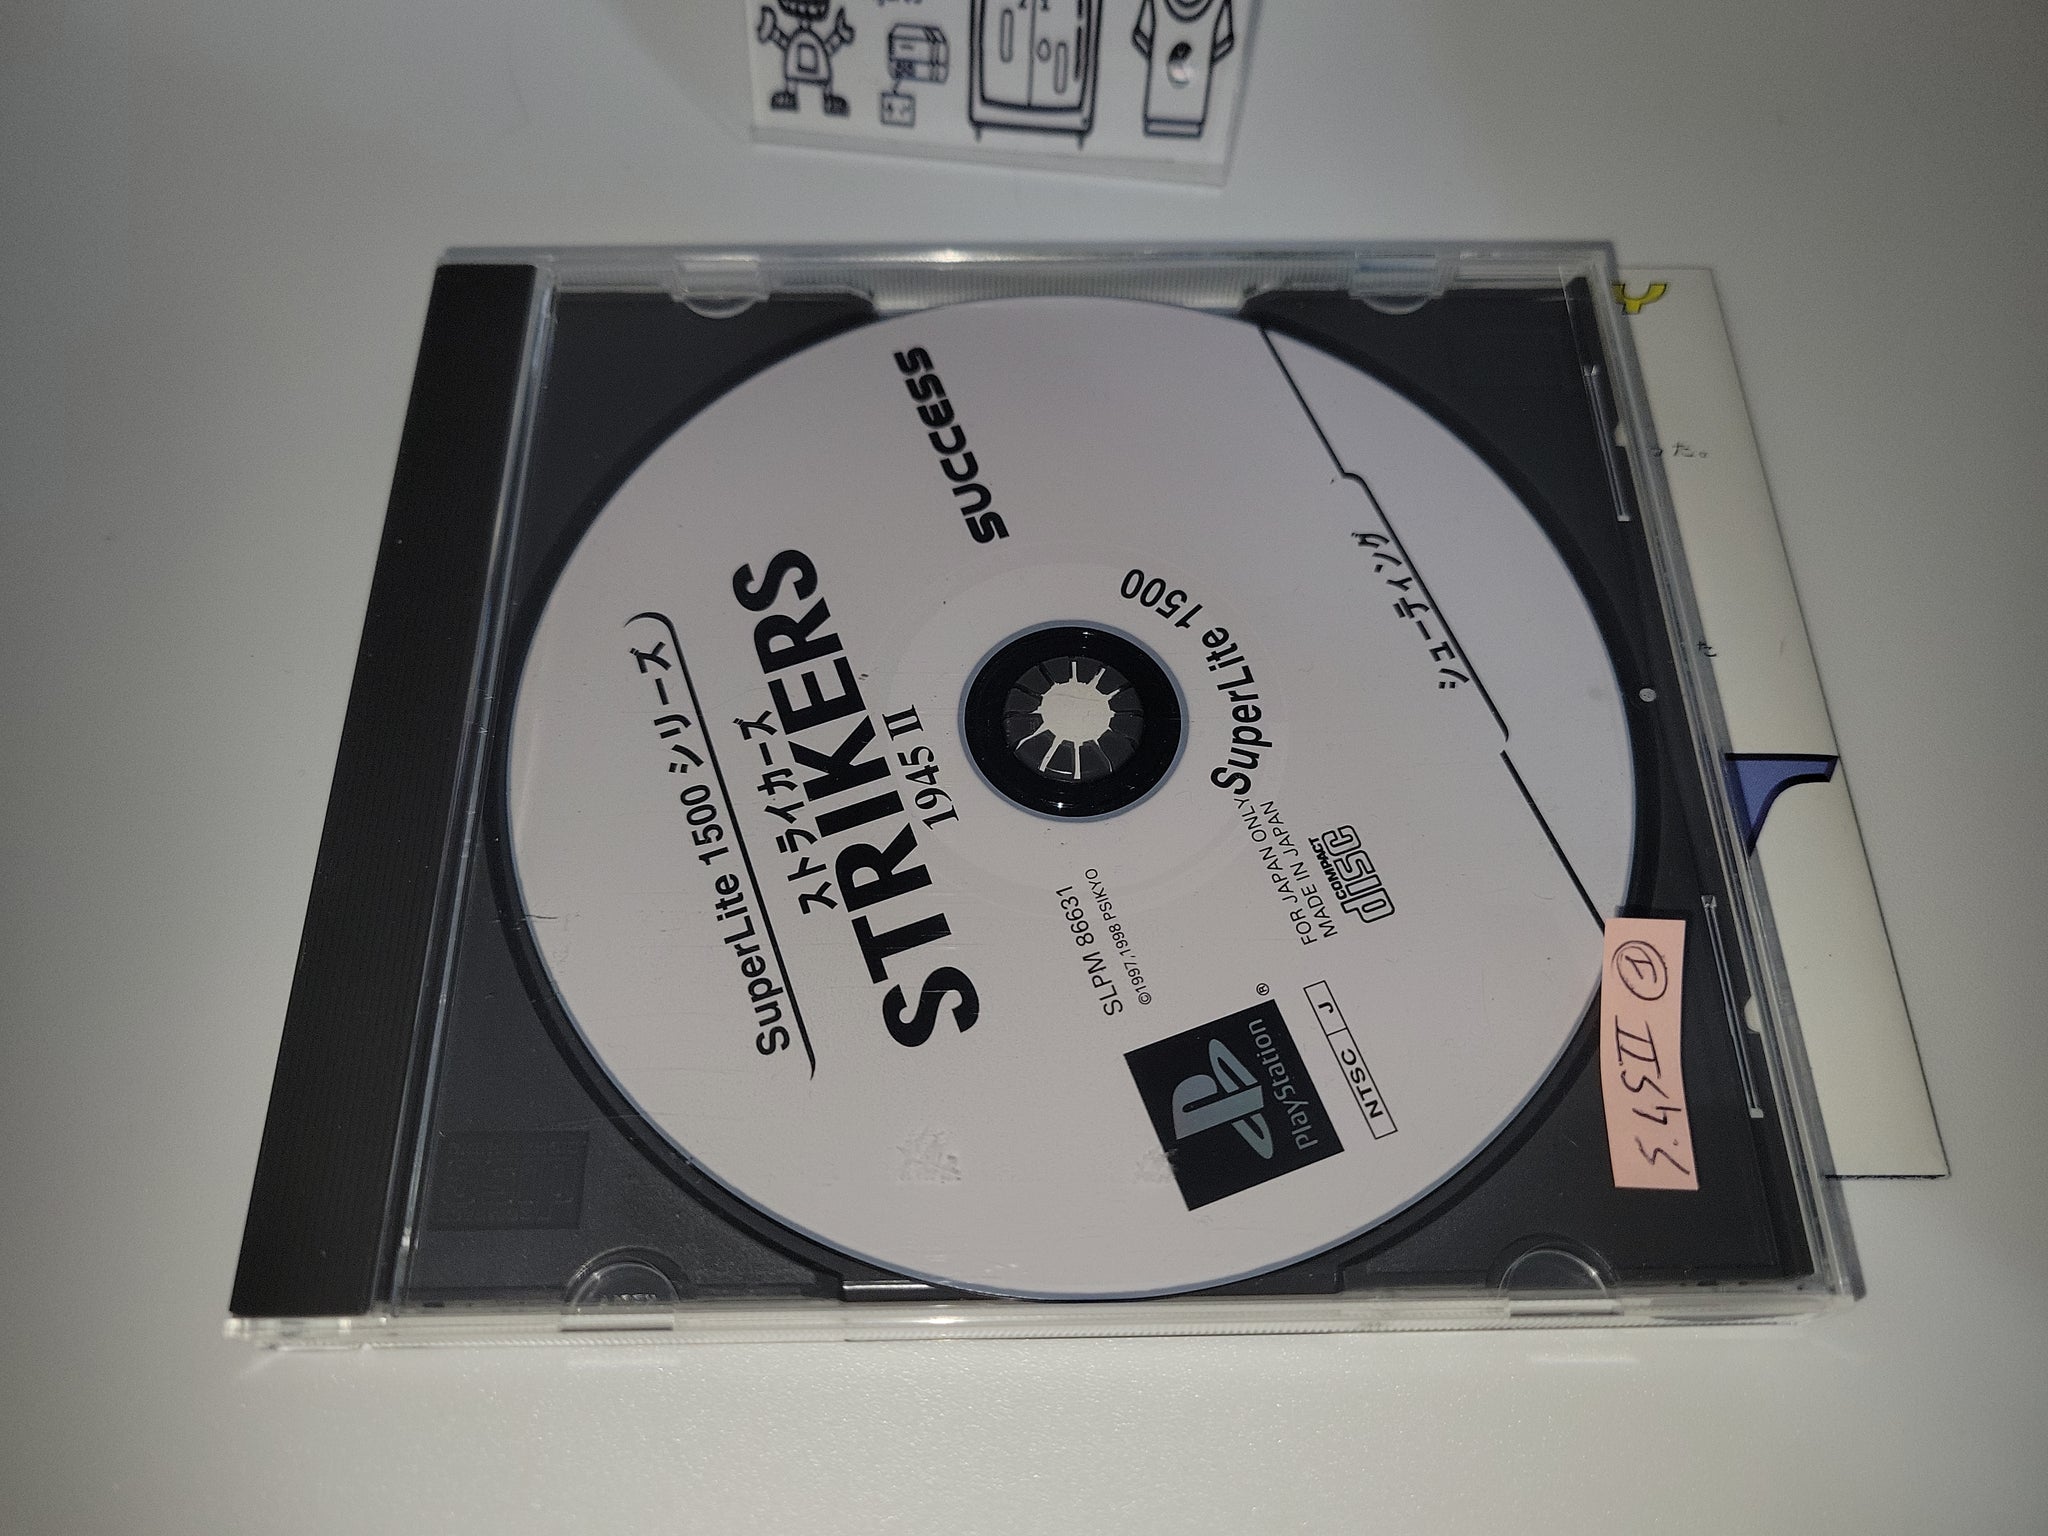 SuperLite 1500 シリーズ
ストライカーズ
STRIKERS
1945 II
SUCCESS
SLPM 86631
©1997,1998 PSIKYO
SuperLite 1500
FOR JAPAN ONLY
MADE IN JAPAN
COMPACT
disc
PlayStation
®
NTSC J
シューティング
った。